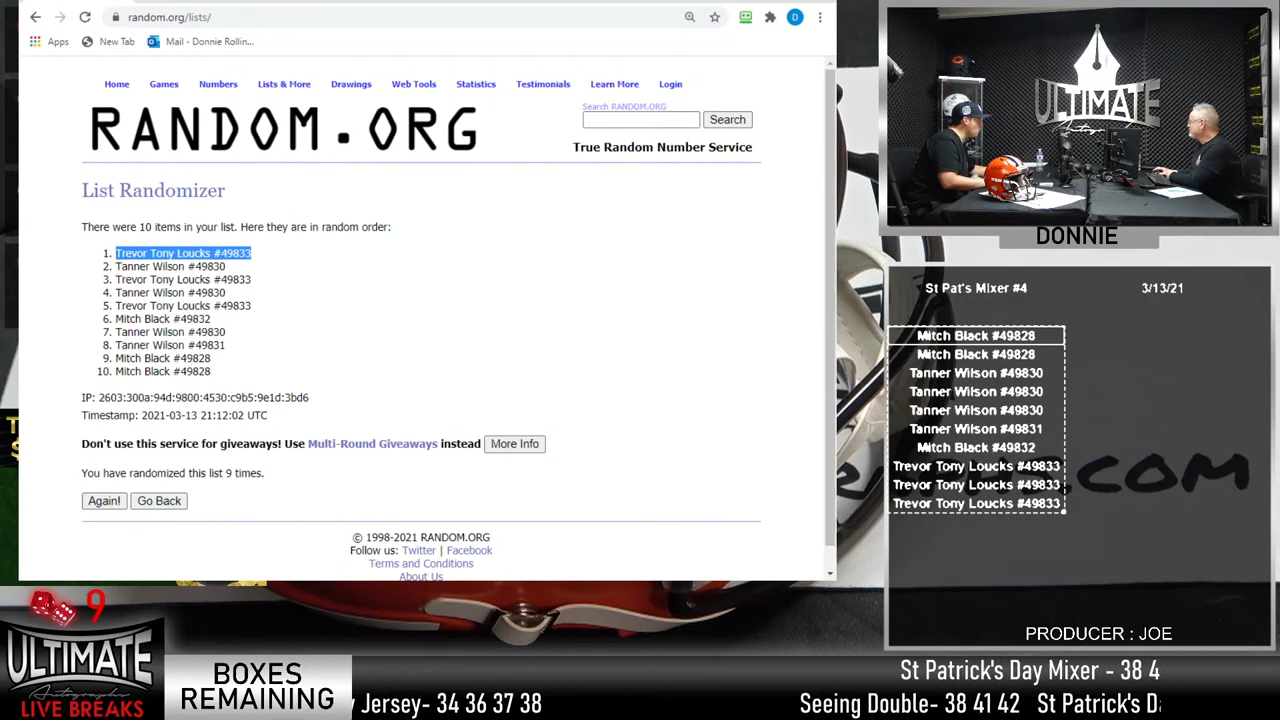 random.org/lists/
D
Apps
New Tab
Mail - Donnie Rollin...
Home
Games
Numbers
Lists & More
Drawings
Web Tools
Statistics
Testimonials
Learn More
Login
RANDOM.ORG
Search RANDOM.ORG
Search
True Random Number Service
List Randomizer
There were 10 items in your list. Here they are in random order:
1. Trevor Tony Loucks #49833
2. Tanner Wilson #49830
3. Trevor Tony Loucks #49833
4. Tanner Wilson #49830
5. Trevor Tony Loucks #49833
6. Mitch Black #49832
7. Tanner Wilson #49830
8. Tanner Wilson #49831
9. Mitch Black #49828
10. Mitch Black #49828
IP: 2603:300a:94d:9800:4530:c9b5:9e1d:3bd6
Timestamp: 2021-03-13 21:12:02 UTC
Don't use this service for giveaways! Use Multi-Round Giveaways instead More Info
You have randomized this list 9 times.
Again! Go Back
© 1998-2021 RANDOM.ORG
Follow us: Twitter | Facebook
Terms and Conditions
About Us
ULTIMATE
DONNIE
St Pat's Mixer #4 3/13/21
Mitch Black #49828
Mitch Black #49828
Tanner Wilson #49830
Tanner Wilson #49830
Tanner Wilson #49830
Tanner Wilson #49831
Mitch Black #49832
Trevor Tony Loucks #49833
Trevor Tony Loucks #49833
Trevor Tony Loucks #49833
.COM
PRODUCER : JOE
9
ULTIMATE
Autographs
LIVE BREAKS
BOXES
REMAINING
St Patrick's Day Mixer - 38 4
y Jersey- 34 36 37 38
Seeing Double- 38 41 42 St Patrick's Da